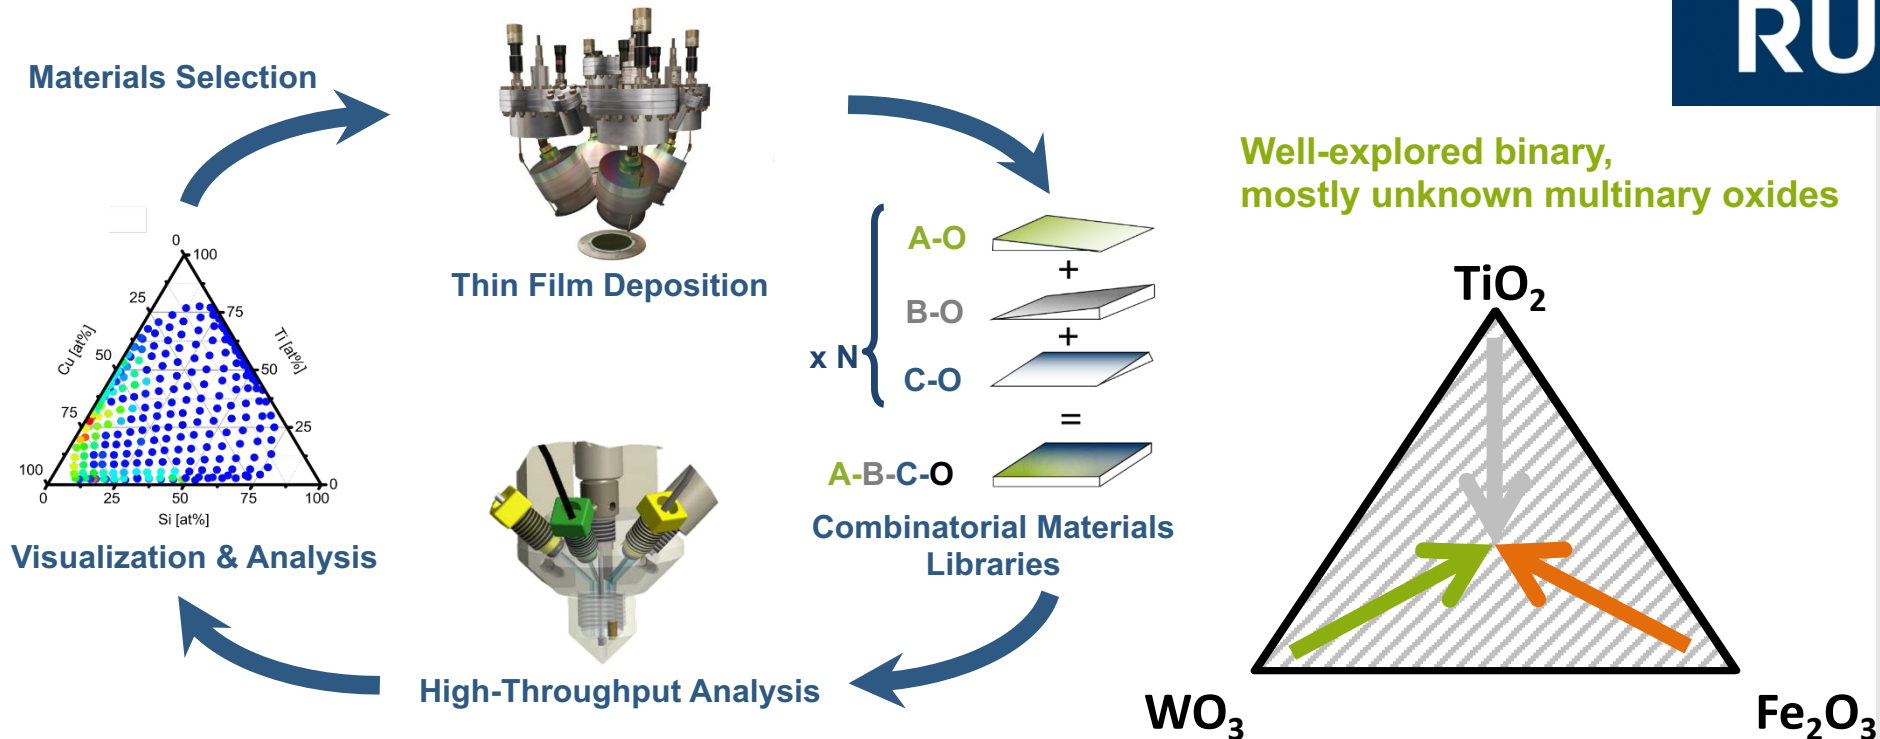 RU
Materials Selection
Well-explored binary,
mostly unknown multinary oxides
Thin Film Deposition
A-O
+
B-O
+
x N
C-O
=
A-B-C-O
Combinatorial Materials
Libraries
High-Throughput Analysis
Visualization & Analysis
0
100
25
75
Cu [at%]
Ti [at%]
50
50
75
25
100
0
0
25
50
75
100
Si [at%]
TiO₂
WO₃
Fe₂O₃